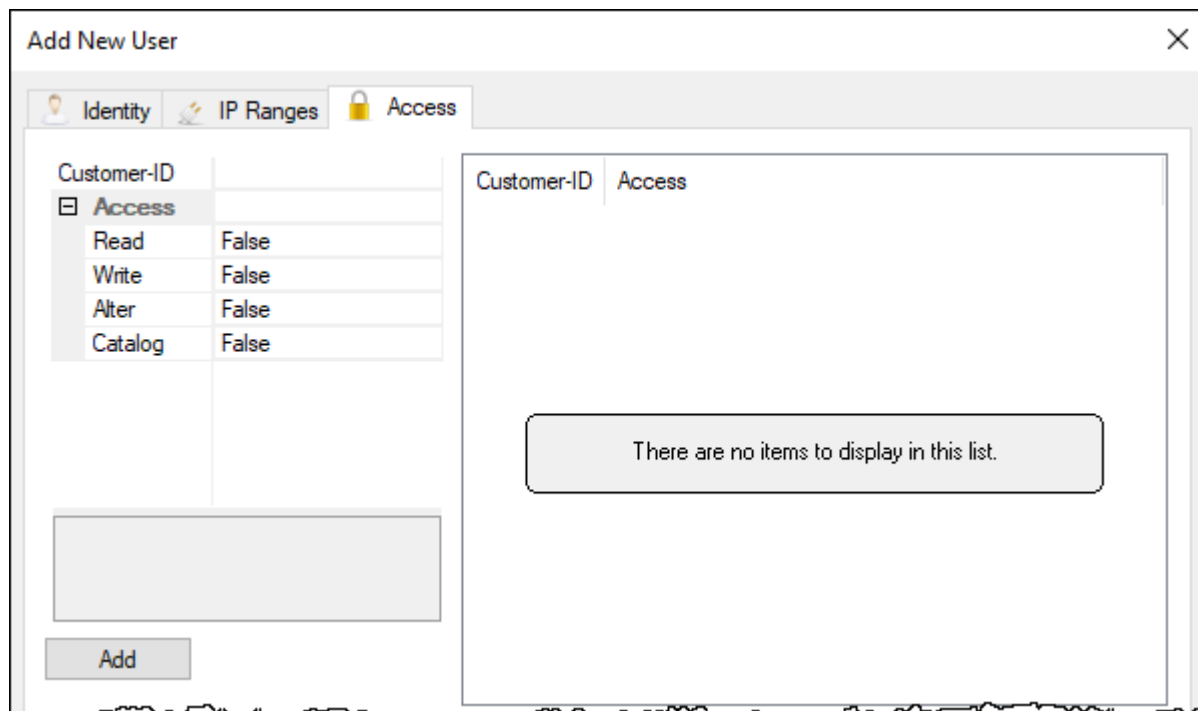 Add New User
Identity IP Ranges Access
Customer-ID
Access
Read False
Write False
Alter False
Catalog False
Add
Customer-ID Access
There are no items to display in this list.